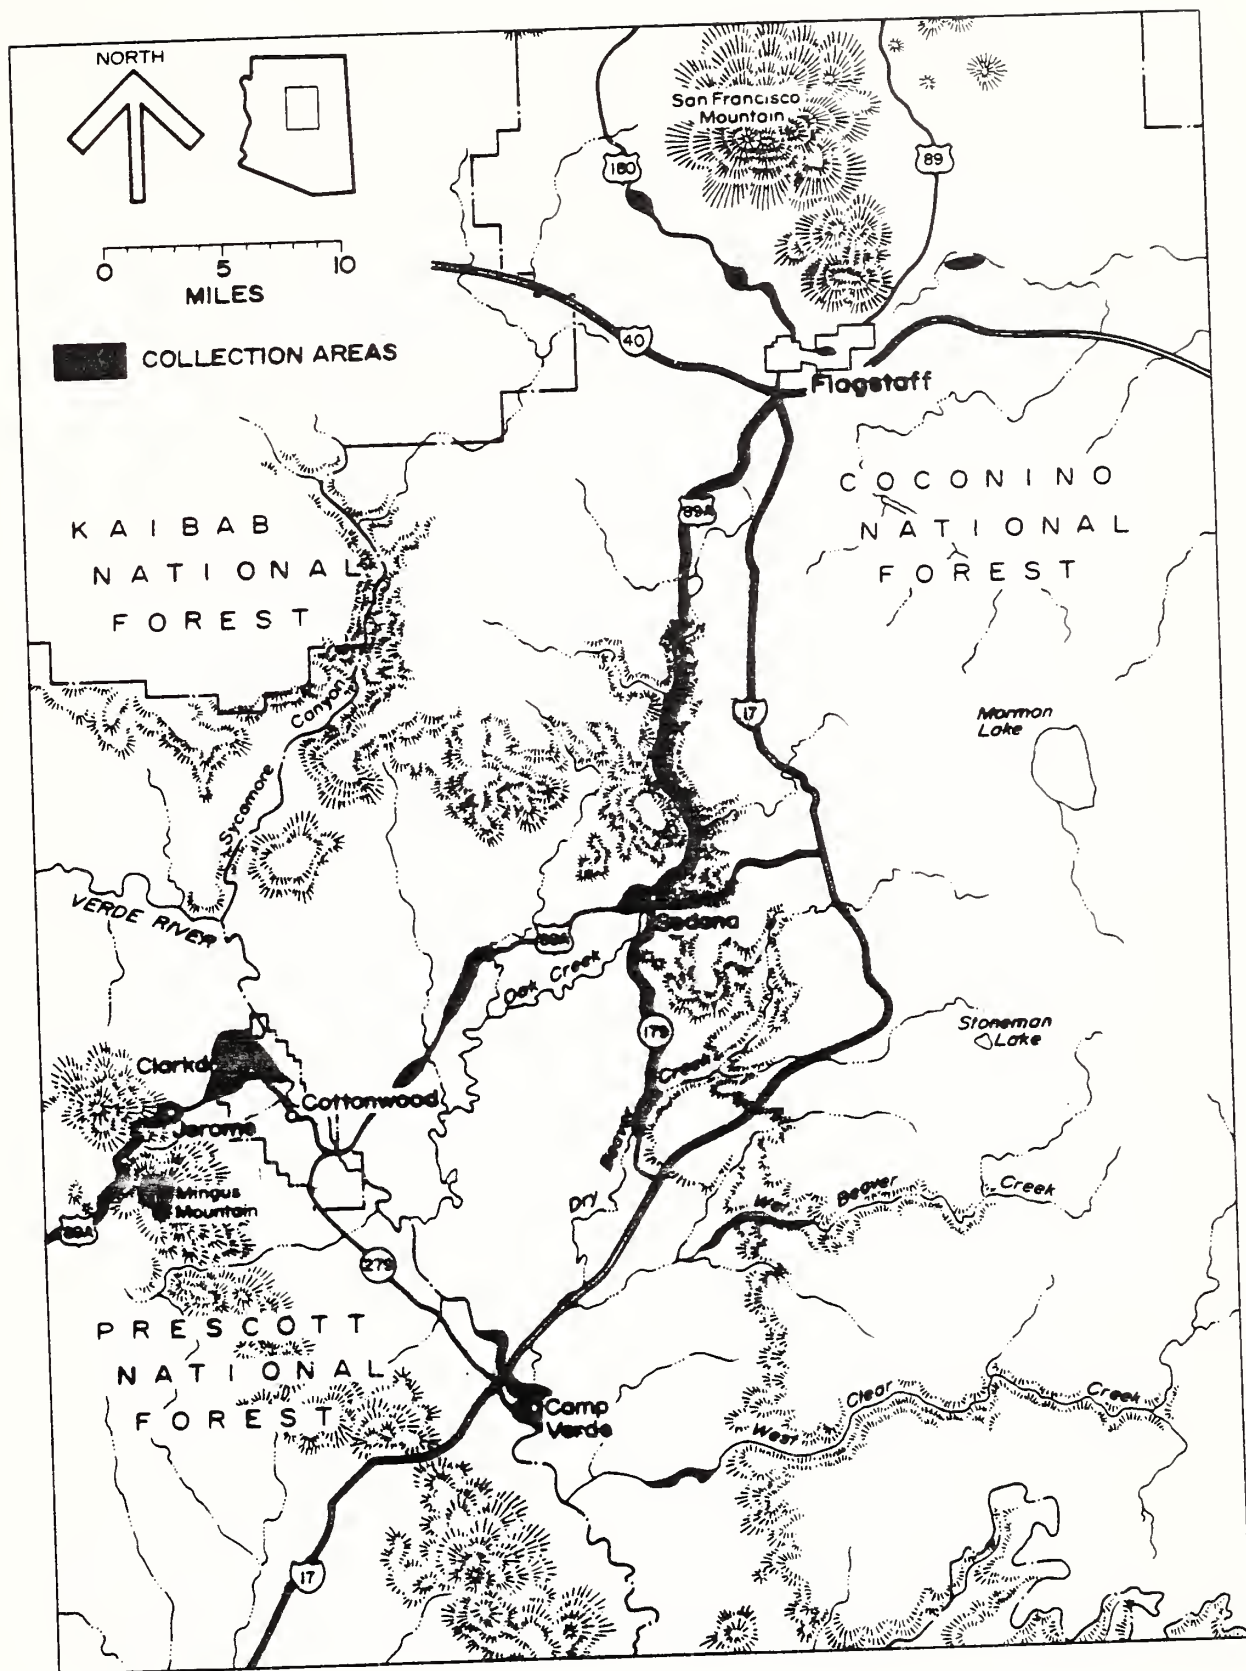 NORTH
San Francisco
Mountain
180
89
0 5 10
MILES
40
COLLECTION AREAS
Flagstaff
COCONINO
NATIONAL
FOREST
89A
KAIBAB
NATIONAL
FOREST
17
Mormon
Lake
Sycamore Canyon
VERDE RIVER
Sedona
89A
Oak Creek
179
Stoneman
Lake
Cottonwood
Jerome
Dry Beaver Creek
Mingus
Mountain
89A
Wet Beaver Creek
279
PRESCOTT
NATIONAL
FOREST
Camp
Verde
West Clear Creek
17